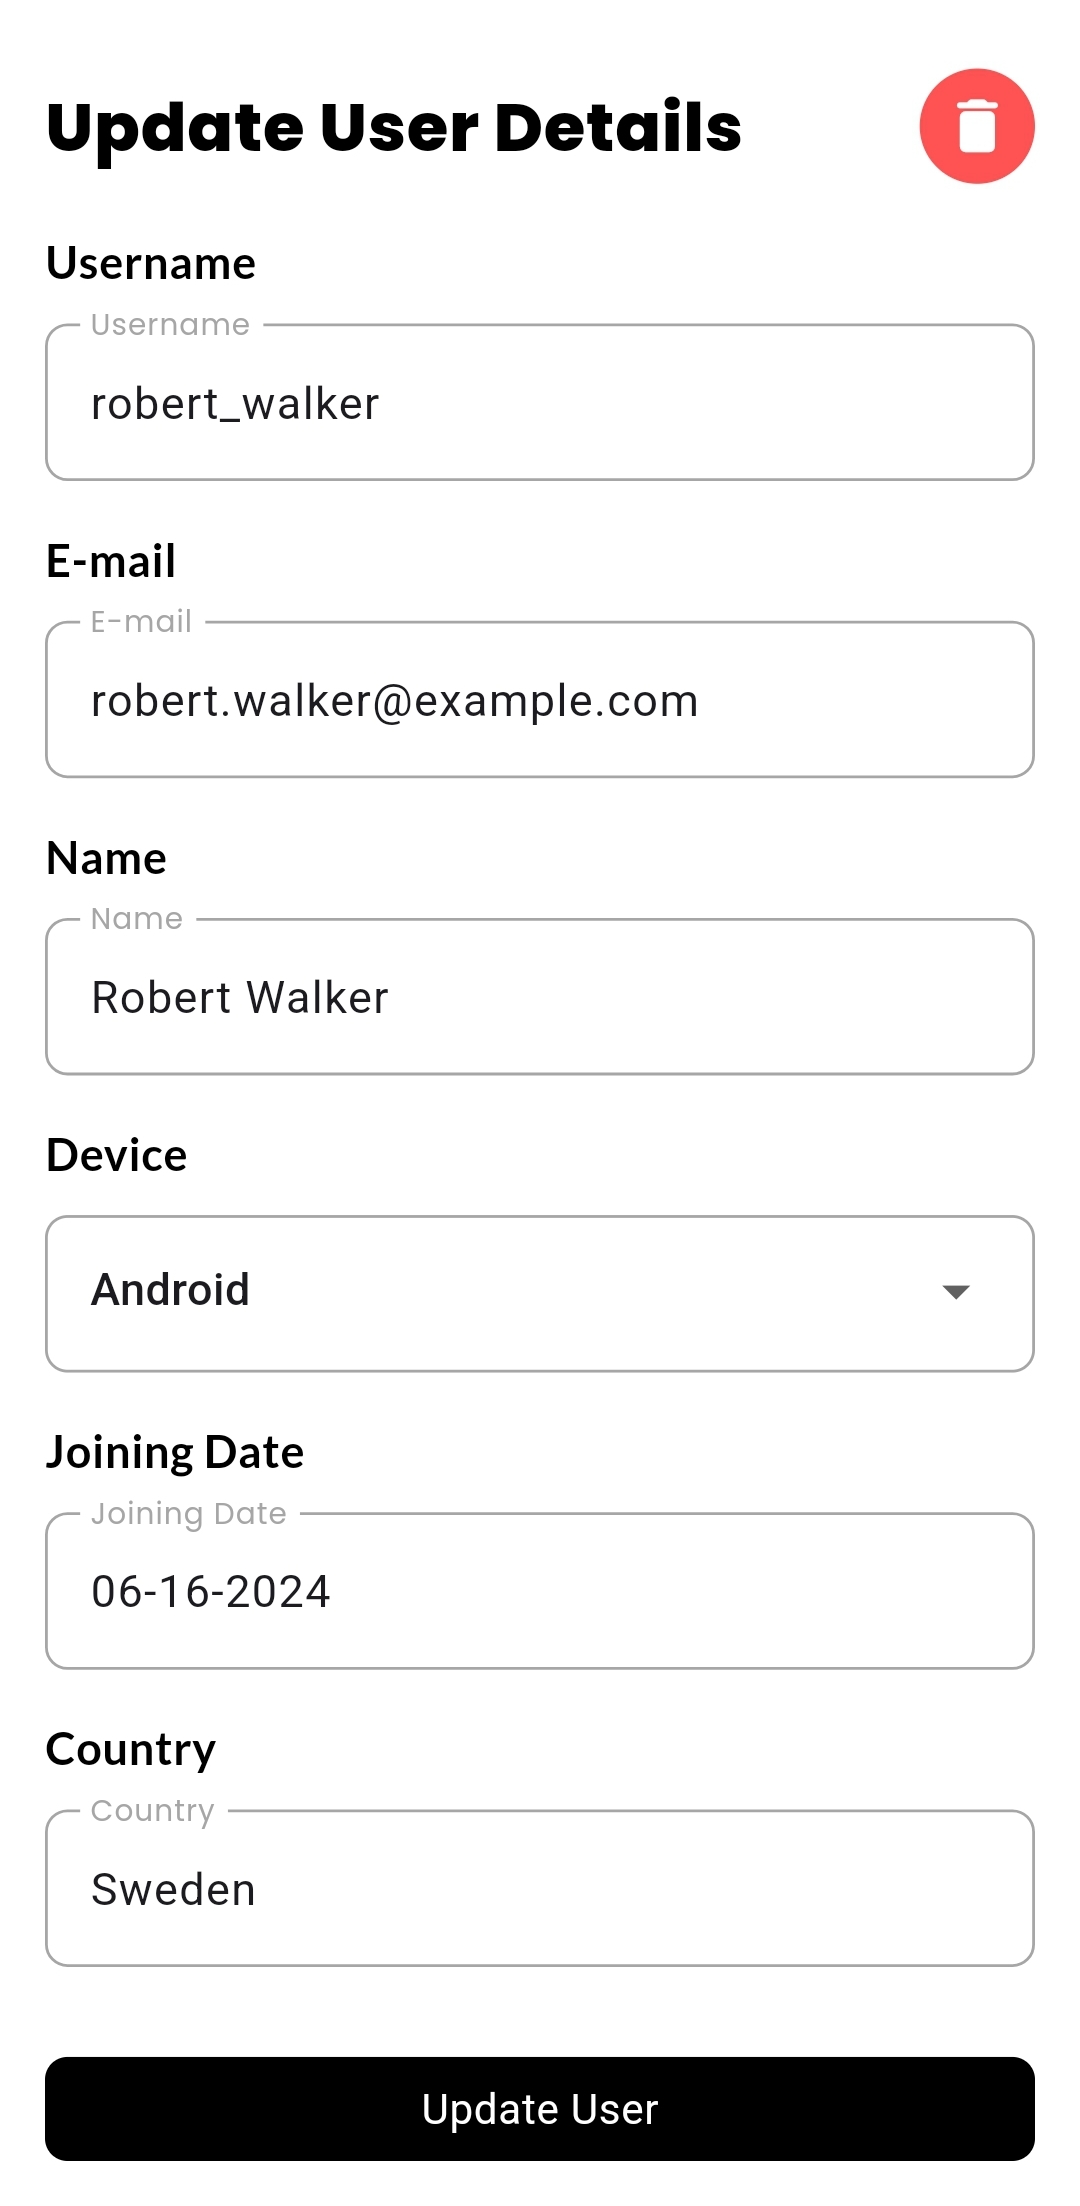 Update User Details
Username
Username
robert_walker
E-mail
E-mail
robert.walker@example.com
Name
Name
Robert Walker
Device
Android
Joining Date
Joining Date
06-16-2024
Country
Country
Sweden
Update User